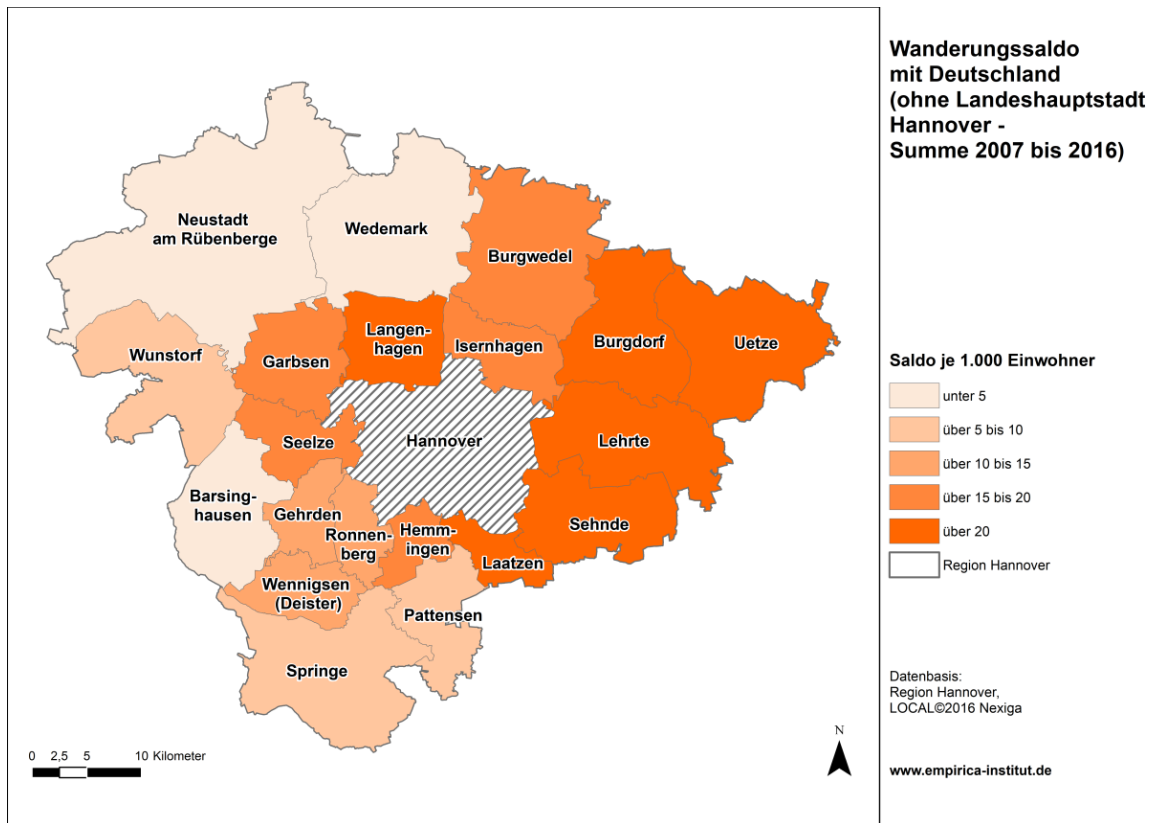 Wanderungssaldo
mit Deutschland
(ohne Landeshauptstadt
Hannover -
Summe 2007 bis 2016)
Neustadt
am Rübenberge
Wedemark
Burgwedel
Wunstorf
Garbsen
Langen-
hagen
Isernhagen
Burgdorf
Uetze
Seelze
Hannover
Lehrte
Barsing-
hausen
Gehrden
Ronnen-
berg
Hemm-
ingen
Laatzen
Sehnde
Wennigsen
(Deister)
Pattensen
Springe
Saldo je 1.000 Einwohner
unter 5
über 5 bis 10
über 10 bis 15
über 15 bis 20
über 20
Region Hannover
Datenbasis:
Region Hannover,
LOCAL©2016 Nexiga
www.empirica-institut.de
0 2,5 5 10 Kilometer
N